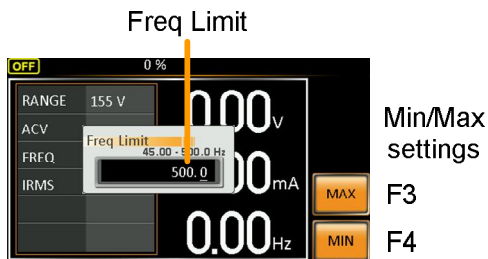 Freq Limit
OFF 0 %
RANGE 155 V
0.00V
ACV
Freq Limit
45.00 - 500.0 Hz
FREQ
500.0
IRMS
mA
0.00Hz
MAX
MIN
Min/Max
settings
F3
F4